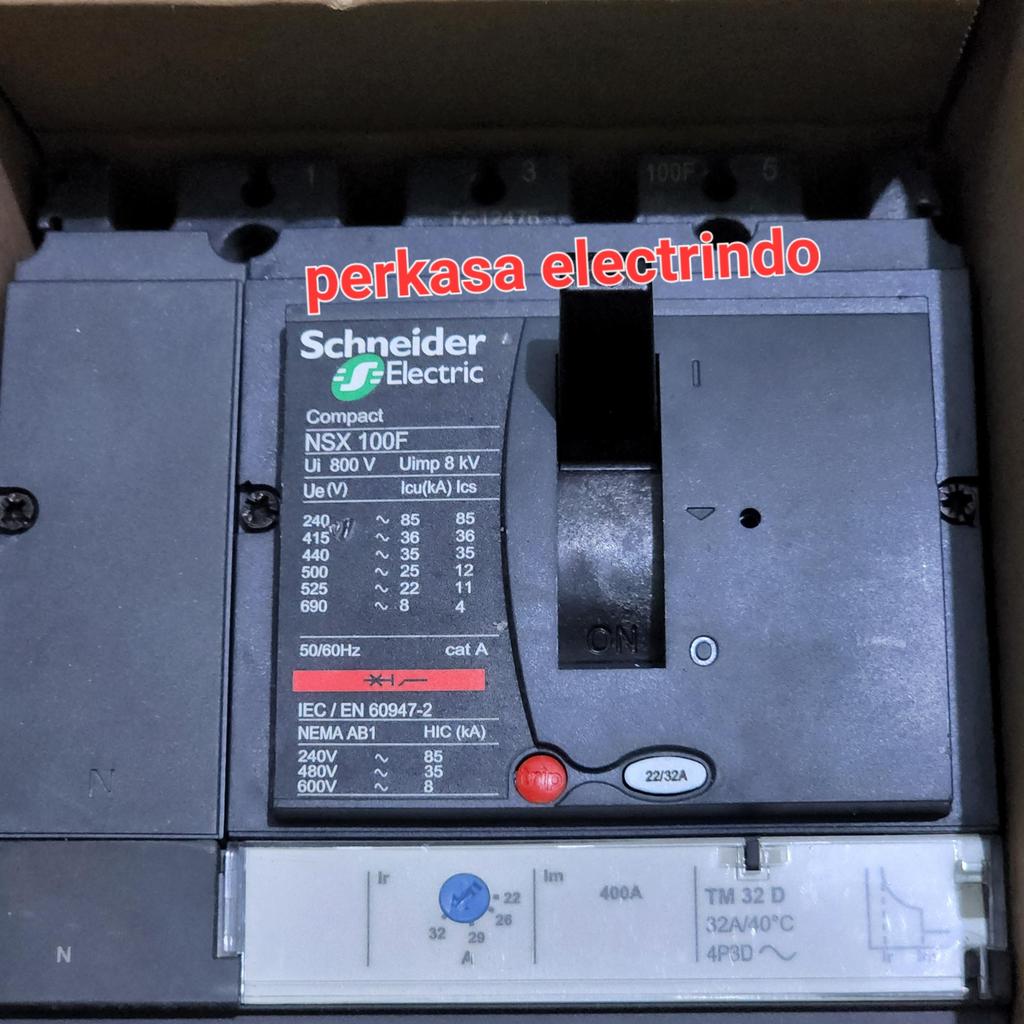 1 3 100F 5
perkasa electrindo
Schneider
Electric
Compact
NSX 100F
Ui 800 V Uimp 8 kV
Ue (V) Icu(kA) Ics
240 ~ 85 85
415 ~ 36 36
440 ~ 35 35
500 ~ 25 12
525 ~ 22 11
690 ~ 8 4
50/60Hz cat A
IEC / EN 60947-2
NEMA AB1 HIC (kA)
240V ~ 85
480V ~ 35
600V ~ 8
I
O
ON
trip
22/32A
N
N
Ir
22
26
29
32
A
Im
400A
TM 32 D
32A/40°C
4P3D ~
Ir Im